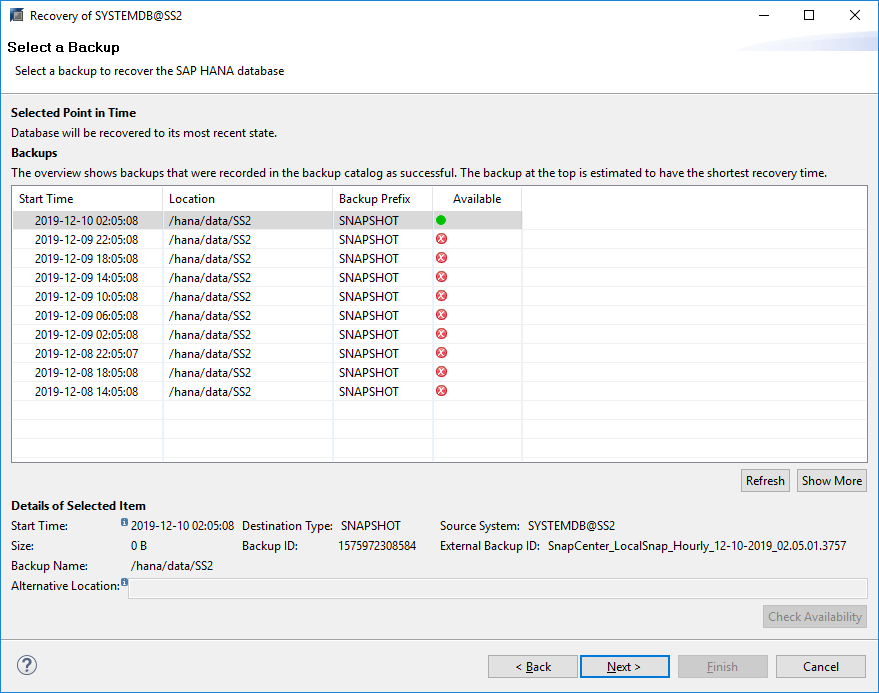 Recovery of SYSTEMDB@SS2
Select a Backup
Select a backup to recover the SAP HANA database
Selected Point in Time
Database will be recovered to its most recent state.
Backups
The overview shows backups that were recorded in the backup catalog as successful. The backup at the top is estimated to have the shortest recovery time.
Start Time Location Backup Prefix Available
2019-12-10 02:05:08 /hana/data/SS2 SNAPSHOT
2019-12-09 22:05:08 /hana/data/SS2 SNAPSHOT
2019-12-09 18:05:08 /hana/data/SS2 SNAPSHOT
2019-12-09 14:05:08 /hana/data/SS2 SNAPSHOT
2019-12-09 10:05:08 /hana/data/SS2 SNAPSHOT
2019-12-09 06:05:08 /hana/data/SS2 SNAPSHOT
2019-12-09 02:05:08 /hana/data/SS2 SNAPSHOT
2019-12-08 22:05:07 /hana/data/SS2 SNAPSHOT
2019-12-08 18:05:08 /hana/data/SS2 SNAPSHOT
2019-12-08 14:05:08 /hana/data/SS2 SNAPSHOT
Refresh Show More
Details of Selected Item
Start Time: 2019-12-10 02:05:08 Destination Type: SNAPSHOT Source System: SYSTEMDB@SS2
Size: 0 B Backup ID: 1575972308584 External Backup ID: SnapCenter_LocalSnap_Hourly_12-10-2019_02.05.01.3757
Backup Name: /hana/data/SS2
Alternative Location:
Check Availability
? < Back Next > Finish Cancel